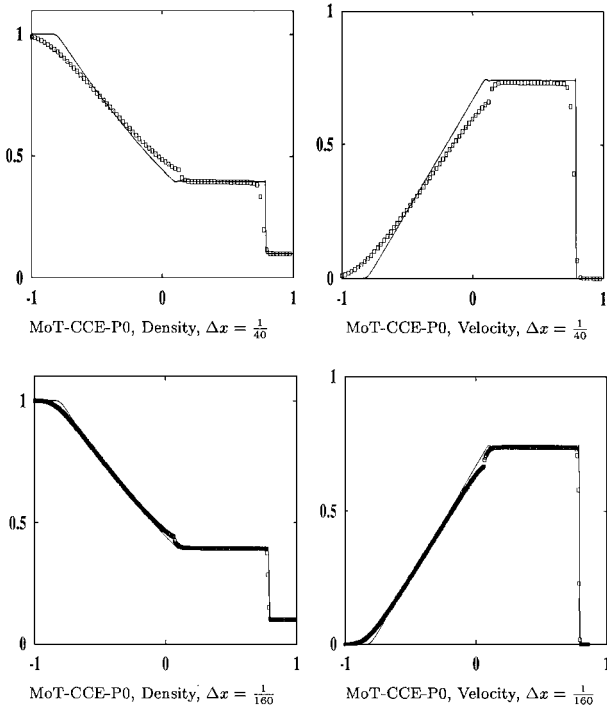 1
0.5
0
-1 0 1
MoT-CCE-P0, Density, Δx = 1/40
1
0.5
0
-1 0 1
MoT-CCE-P0, Velocity, Δx = 1/40
1
0.5
0
-1 0 1
MoT-CCE-P0, Density, Δx = 1/160
1
0.5
0
-1 0 1
MoT-CCE-P0, Velocity, Δx = 1/160